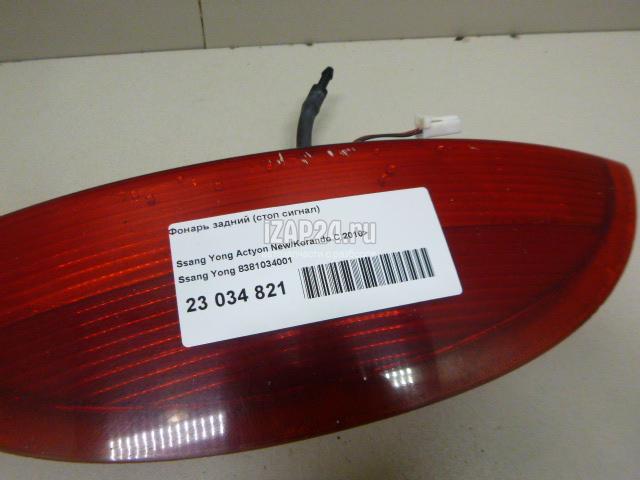 Фонарь задний (стоп сигнал)
Ssang Yong Actyon New/Korando C 2010>
Ssang Yong 8381034001
23 034 821
iZAP24.ru